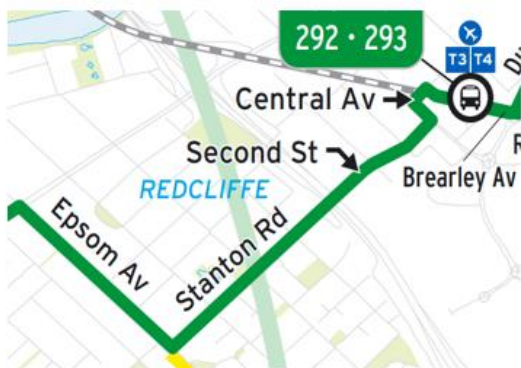 292 • 293
T3 T4
Central Av
Second St
Brearley Av
REDCLIFFE
Epsom Av
Stanton Rd